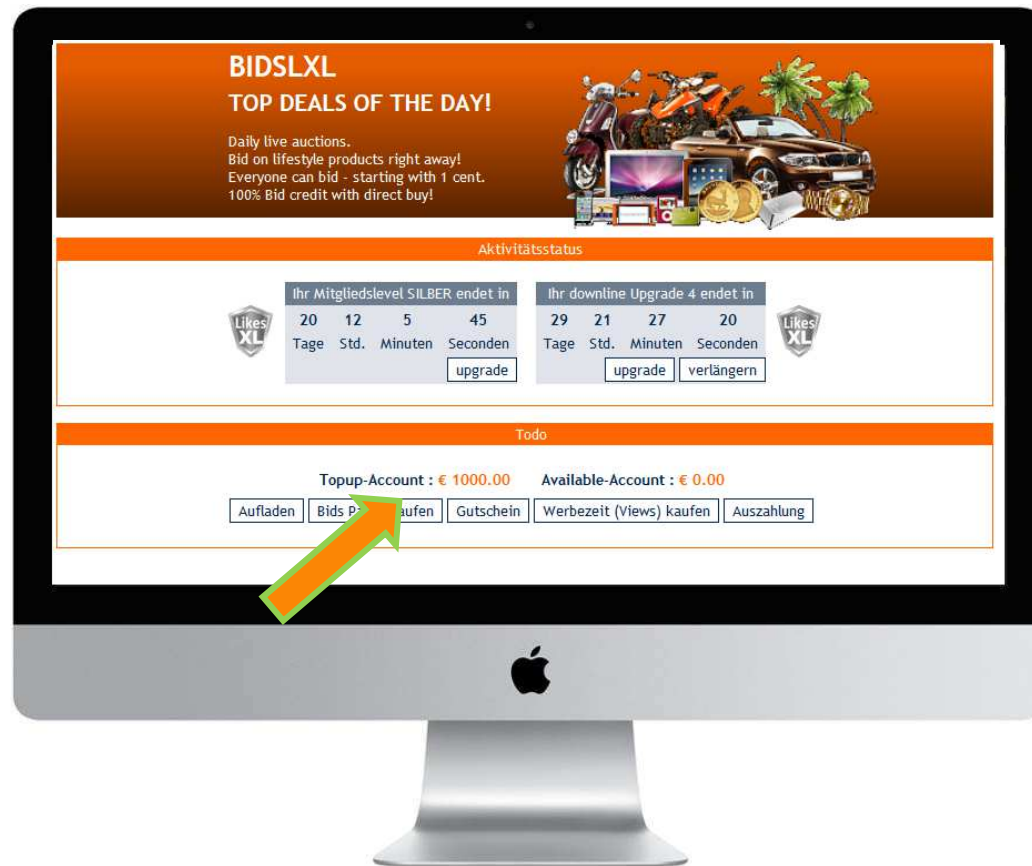 BIDSLXL
TOP DEALS OF THE DAY!
Daily live auctions.
Bid on lifestyle products right away!
Everyone can bid - starting with 1 cent.
100% Bid credit with direct buy!
Aktivitätsstatus
Ihr Mitgliedslevel SILBER endet in
20 12 5 45
Tage Std. Minuten Seconden
upgrade
Ihr downline Upgrade 4 endet in
29 21 27 20
Tage Std. Minuten Seconden
upgrade verlängern
Likes XL
Likes XL
Todo
Topup-Account : € 1000.00 Available-Account : € 0.00
Aufladen Bids Gutschein Werbezeit (Views) kaufen Auszahlung